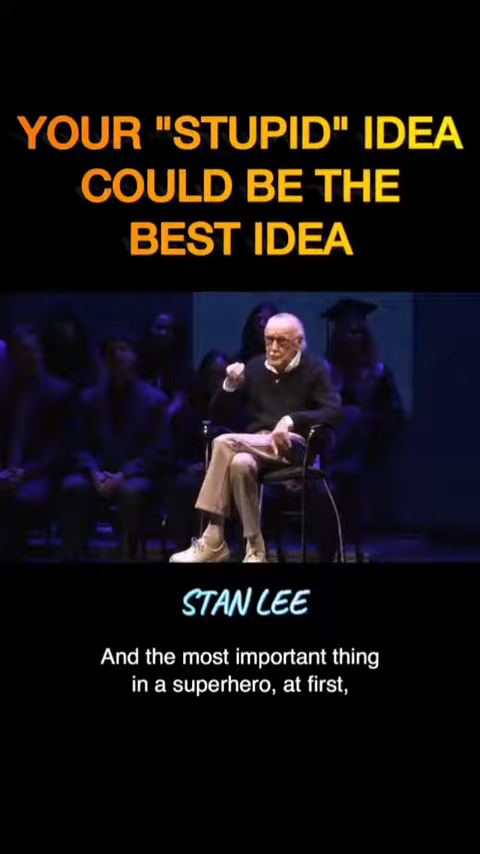 YOUR "STUPID" IDEA
COULD BE THE
BEST IDEA
STAN LEE
And the most important thing
in a superhero, at first,